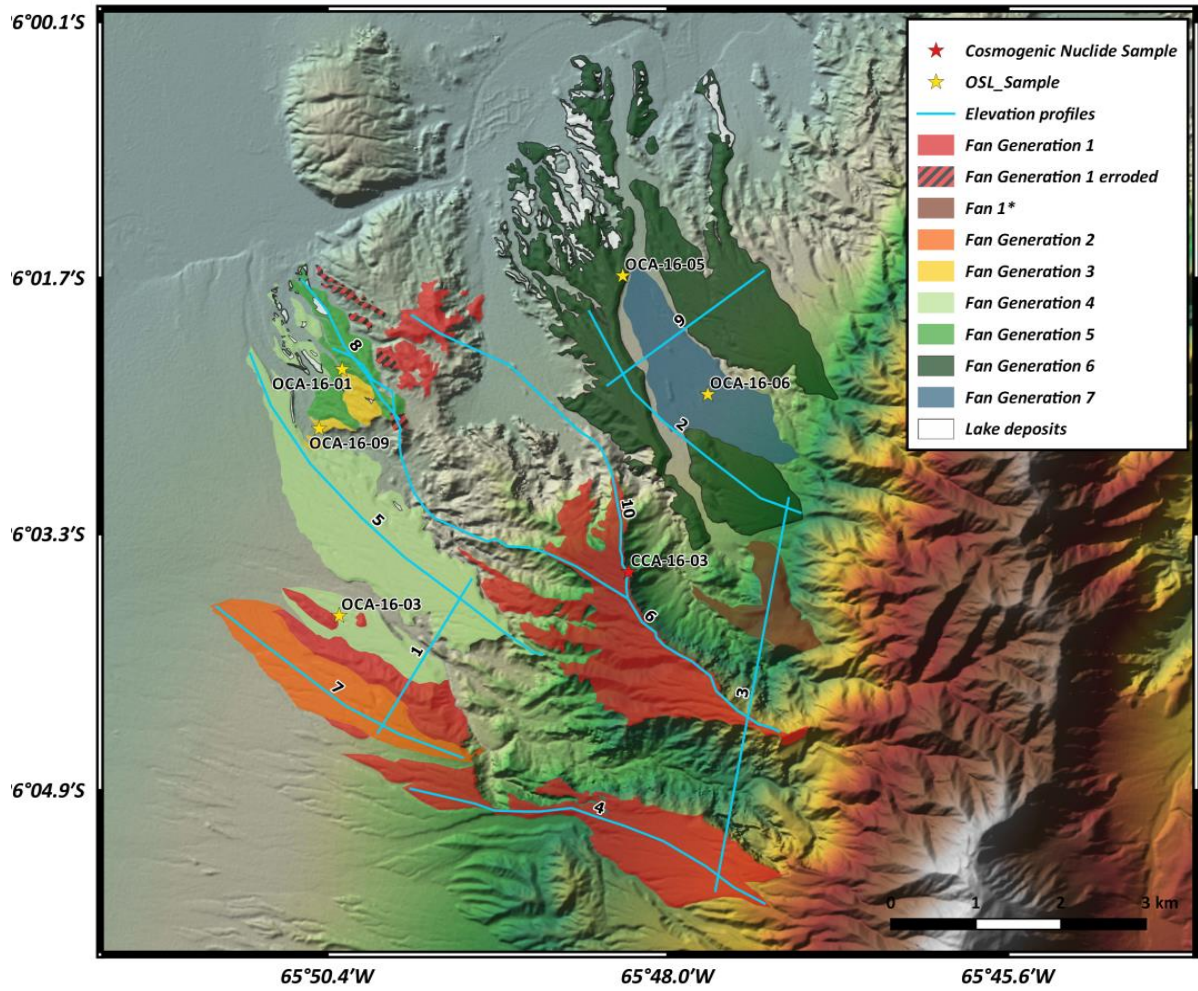 6°00.1'S
Cosmogenic Nuclide Sample
OSL_Sample
Elevation profiles
Fan Generation 1
Fan Generation 1 erroded
Fan 1*
Fan Generation 2
Fan Generation 3
Fan Generation 4
Fan Generation 5
Fan Generation 6
Fan Generation 7
Lake deposits
6°01.7'S
OCA-16-05
9
8
OCA-16-01
OCA-16-06
OCA-16-09
2
10
5
6°03.3'S
CCA-16-03
OCA-16-03
6
1
7
3
6°04.9'S
4
0 1 2 3 km
65°50.4'W 65°48.0'W 65°45.6'W